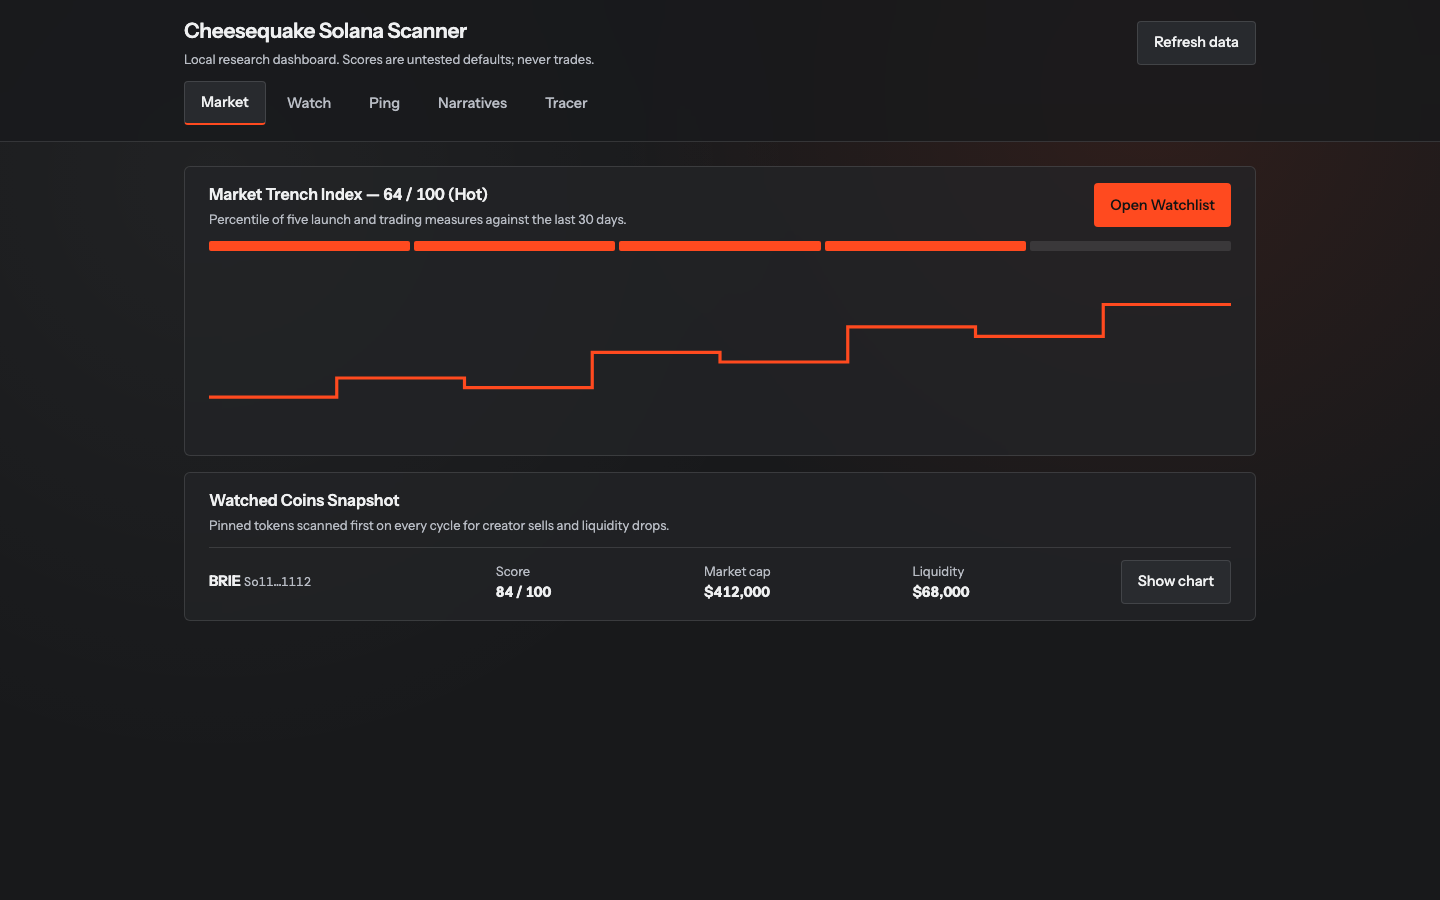 Cheesequake Solana Scanner
Local research dashboard. Scores are untested defaults; never trades.
Refresh data
Market Watch Ping Narratives Tracer
Market Trench Index — 64 / 100 (Hot)
Percentile of five launch and trading measures against the last 30 days.
Open Watchlist
Watched Coins Snapshot
Pinned tokens scanned first on every cycle for creator sells and liquidity drops.
BRIE So11…1112
Score
84 / 100
Market cap
$412,000
Liquidity
$68,000
Show chart